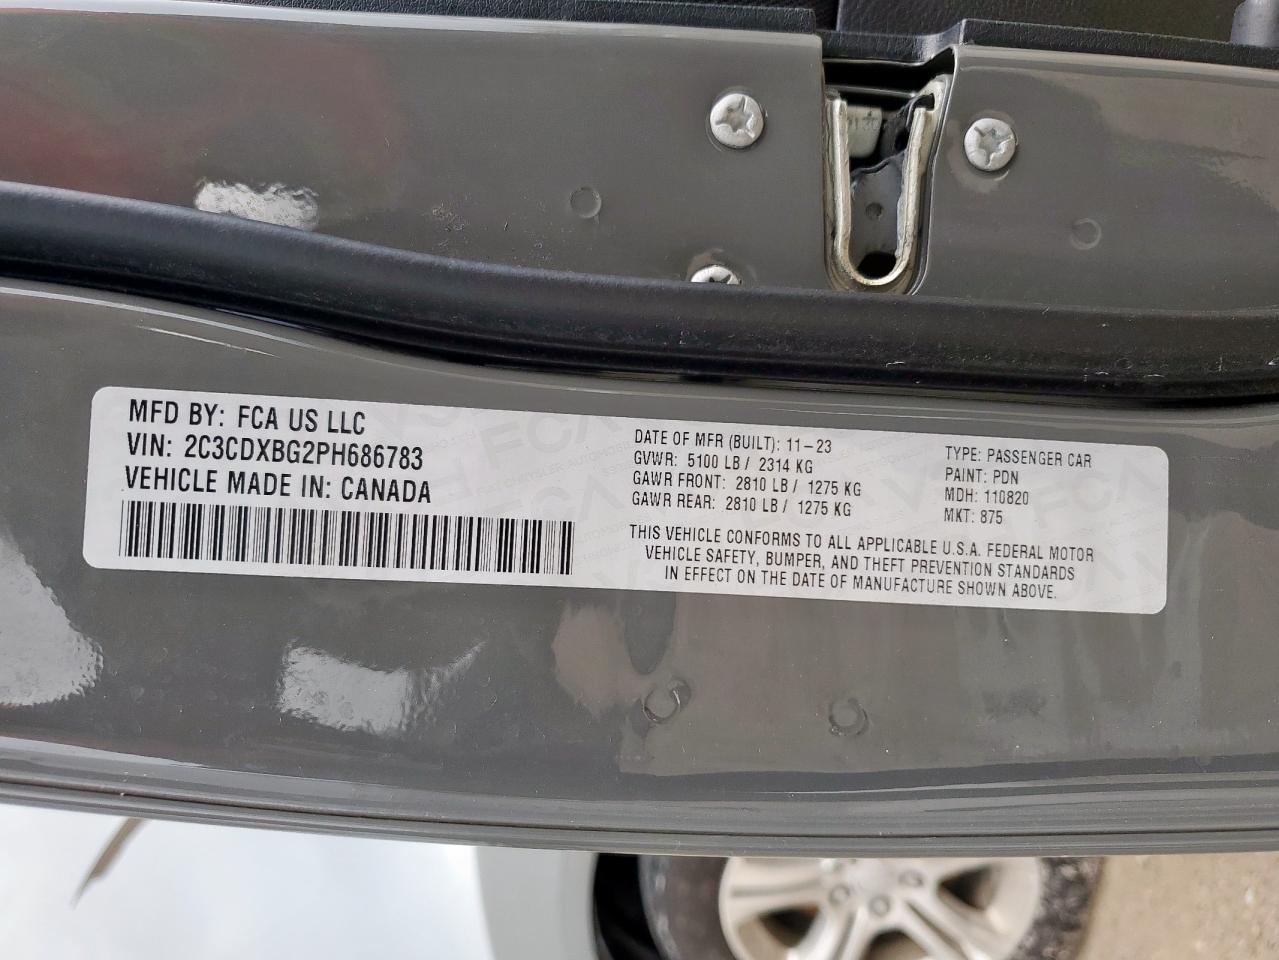 MFD BY: FCA US LLC
VIN: 2C3CDXBG2PH686783
VEHICLE MADE IN: CANADA
DATE OF MFR (BUILT): 11-23
GVWR: 5100 LB / 2314 KG
GAWR FRONT: 2810 LB / 1275 KG
GAWR REAR: 2810 LB / 1275 KG
TYPE: PASSENGER CAR
PAINT: PDN
MDH: 110820
MKT: 875
THIS VEHICLE CONFORMS TO ALL APPLICABLE U.S.A. FEDERAL MOTOR
VEHICLE SAFETY, BUMPER, AND THEFT PREVENTION STANDARDS
IN EFFECT ON THE DATE OF MANUFACTURE SHOWN ABOVE.